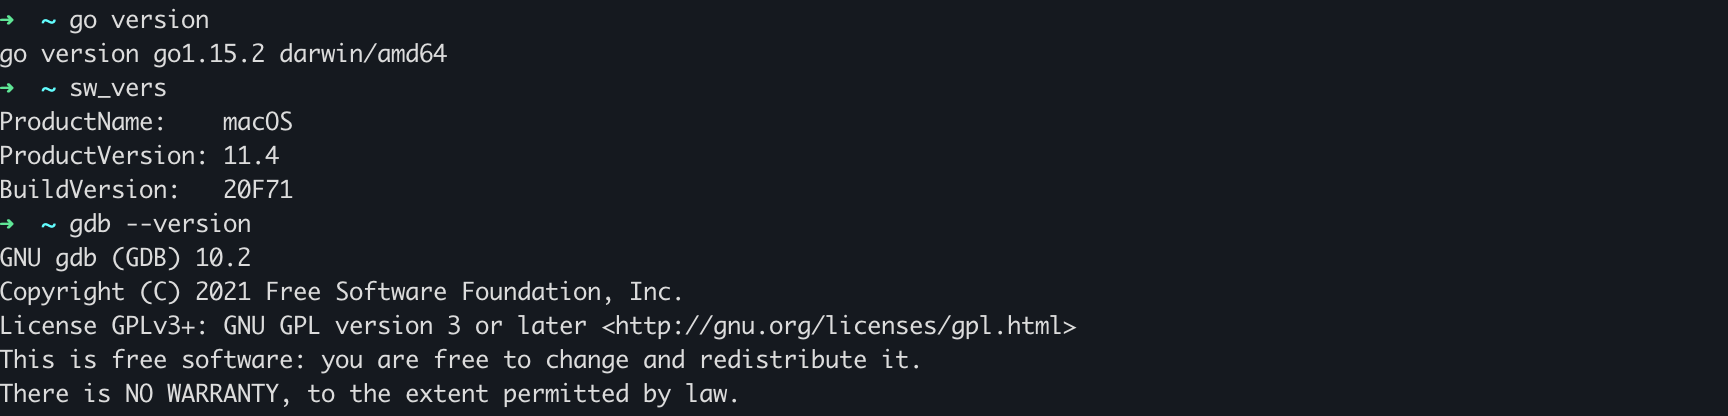 ➜  ~ go version
go version go1.15.2 darwin/amd64
➜  ~ sw_vers
ProductName:    macOS
ProductVersion: 11.4
BuildVersion:   20F71
➜  ~ gdb --version
GNU gdb (GDB) 10.2
Copyright (C) 2021 Free Software Foundation, Inc.
License GPLv3+: GNU GPL version 3 or later <http://gnu.org/licenses/gpl.html>
This is free software: you are free to change and redistribute it.
There is NO WARRANTY, to the extent permitted by law.